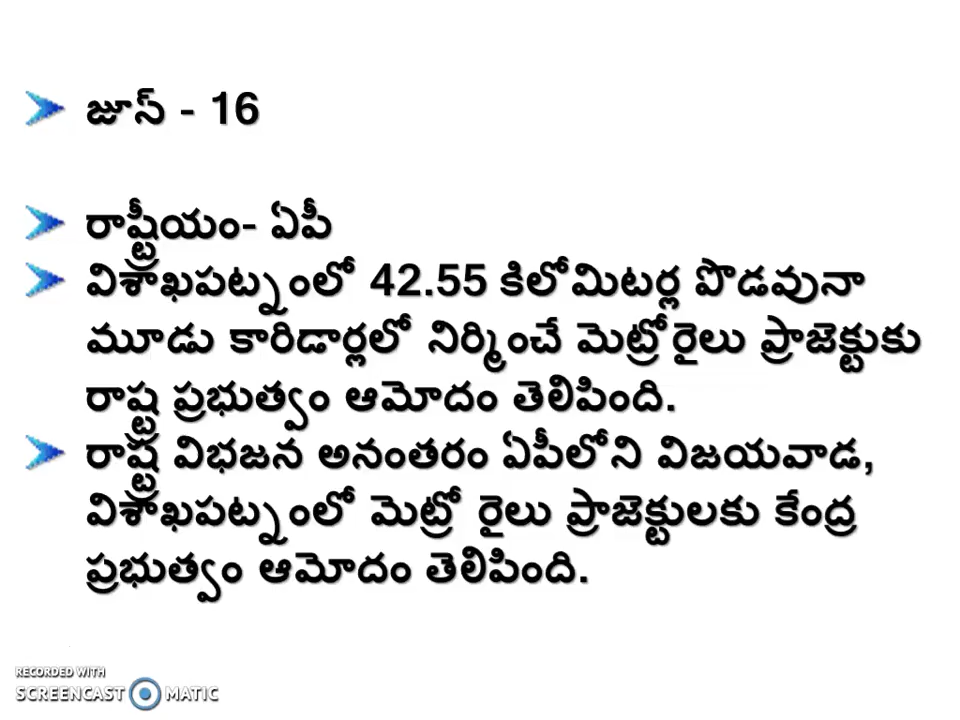 జూన్ - 16
రాష్ట్రీయం- ఏపీ
విశాఖపట్నంలో 42.55 కిలోమిటర్ల పొడవునా
మూడు కారిడార్లలో నిర్మించే మెట్రోరైలు ప్రాజెక్టుకు
రాష్ట్ర ప్రభుత్వం ఆమోదం తెలిపింది.
రాష్ట్ర విభజన అనంతరం ఏపీలోని విజయవాడ,
విశాఖపట్నంలో మెట్రో రైలు ప్రాజెక్టులకు కేంద్ర
ప్రభుత్వం ఆమోదం తెలిపింది.
RECORDED WITH
SCREENCAST MATIC